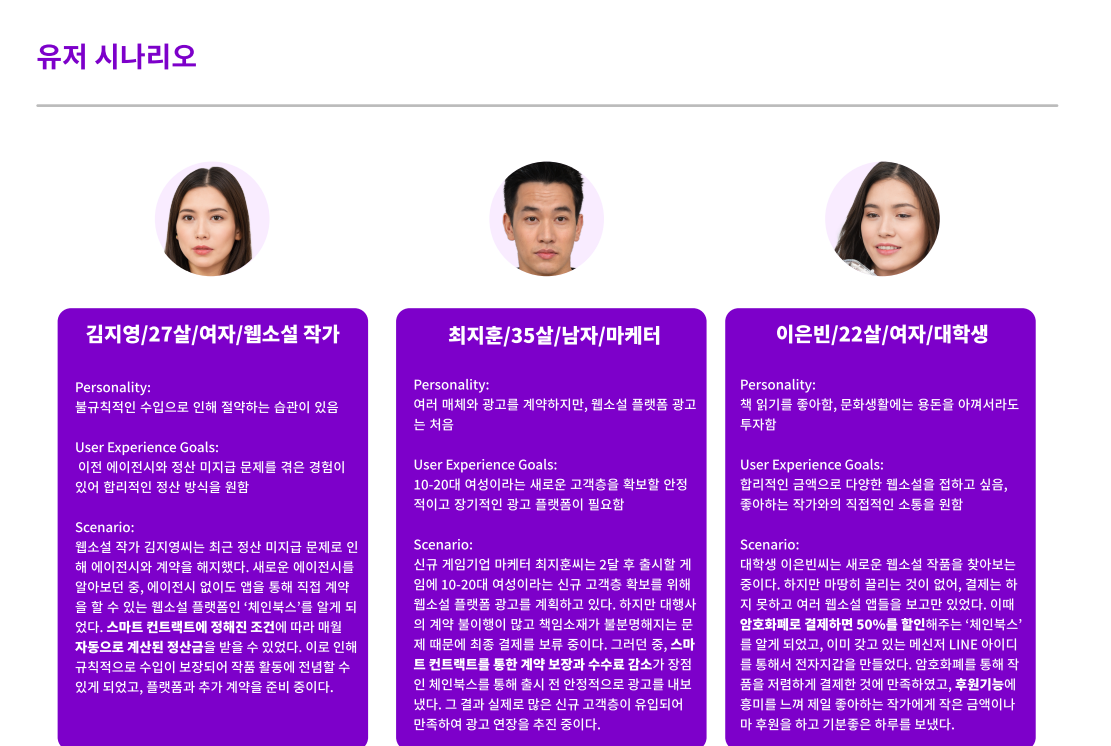 유저 시나리오
김지영/27살/여자/웹소설 작가
Personality:
불규칙적인 수입으로 인해 절약하는 습관이 있음
User Experience Goals:
이전 에이전시와 정산 미지급 문제를 겪은 경험이
있어 합리적인 정산 방식을 원함
Scenario:
웹소설 작가 김지영씨는 최근 정산 미지급 문제로 인
해 에이전시와 계약을 해지했다. 새로운 에이전시를
알아보던 중, 에이전시 없이도 앱을 통해 직접 계약
을 할 수 있는 웹소설 플랫폼인 ‘체인북스’를 알게 되
었다. 스마트 컨트랙트에 정해진 조건에 따라 매월
자동으로 계산된 정산금을 받을 수 있었다. 이로 인해
규칙적으로 수입이 보장되어 작품 활동에 전념할 수
있게 되었고, 플랫폼과 추가 계약을 준비 중이다.
최지훈/35살/남자/마케터
Personality:
여러 매체와 광고를 계약하지만, 웹소설 플랫폼 광고
는 처음
User Experience Goals:
10-20대 여성이라는 새로운 고객층을 확보할 안정
적이고 장기적인 광고 플랫폼이 필요함
Scenario:
신규 게임기업 마케터 최지훈씨는 2달 후 출시할 게
임에 10-20대 여성이라는 신규 고객층 확보를 위해
웹소설 플랫폼 광고를 계획하고 있다. 하지만 대행사
의 계약 불이행이 많고 책임소재가 불분명해지는 문
제 때문에 최종 결제를 보류 중이다. 그러던 중, 스마
트 컨트랙트를 통한 계약 보장과 수수료 감소가 장점
인 체인북스를 통해 출시 전 안정적으로 광고를 내보
냈다. 그 결과 실제로 많은 신규 고객층이 유입되어
만족하여 광고 연장을 추진 중이다.
이은빈/22살/여자/대학생
Personality:
책 읽기를 좋아함, 문화생활에는 용돈을 아껴서라도
투자함
User Experience Goals:
합리적인 금액으로 다양한 웹소설을 접하고 싶음,
좋아하는 작가와의 직접적인 소통을 원함
Scenario:
대학생 이은빈씨는 새로운 웹소설 작품을 찾아보는
중이다. 하지만 마땅히 끌리는 것이 없어, 결제는 하
지 못하고 여러 웹소설 앱들을 보고만 있었다. 이때
암호화폐로 결제하면 50%를 할인해주는 ‘체인북스’
를 알게 되었고, 이미 갖고 있는 메신저 LINE 아이디
를 통해서 전자지갑을 만들었다. 암호화폐를 통해 작
품을 저렴하게 결제한 것에 만족하였고, 후원기능에
흥미를 느껴 제일 좋아하는 작가에게 작은 금액이나
마 후원을 하고 기분좋은 하루를 보냈다.